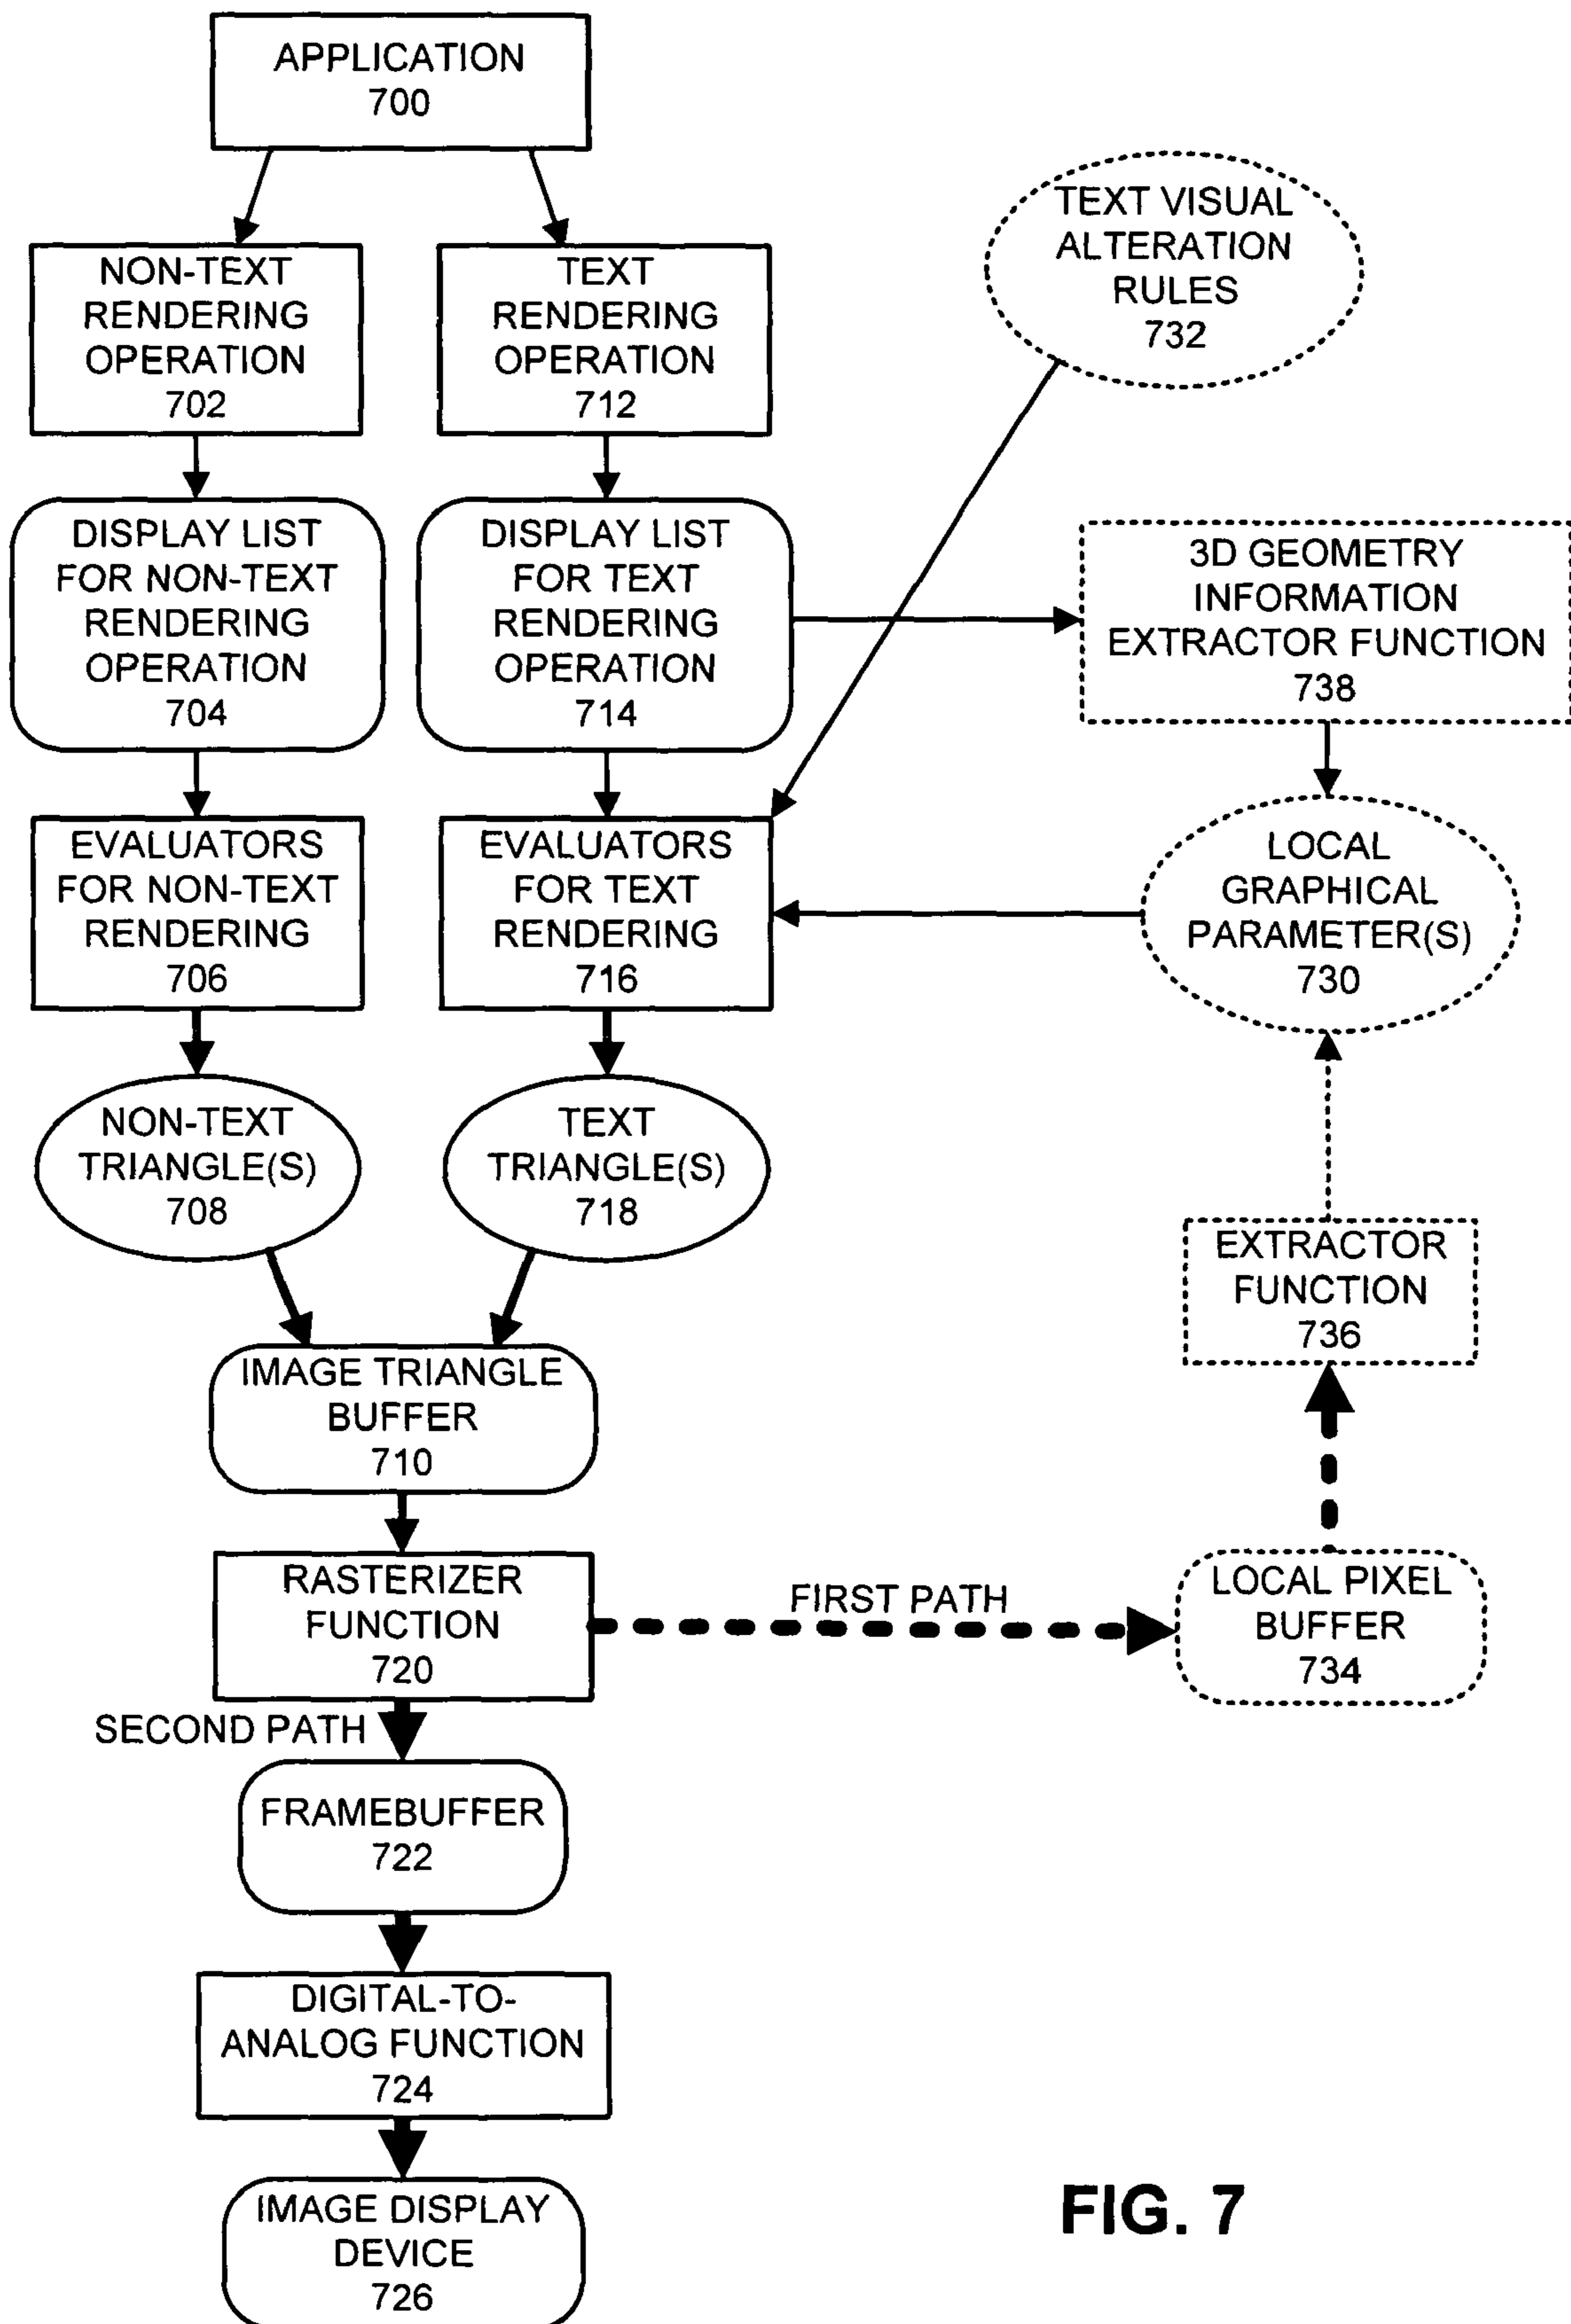 APPLICATION
700
NON-TEXT
RENDERING
OPERATION
702
TEXT
RENDERING
OPERATION
712
TEXT VISUAL
ALTERATION
RULES
732
DISPLAY LIST
FOR NON-TEXT
RENDERING
OPERATION
704
DISPLAY LIST
FOR TEXT
RENDERING
OPERATION
714
3D GEOMETRY
INFORMATION
EXTRACTOR FUNCTION
738
EVALUATORS
FOR NON-TEXT
RENDERING
706
EVALUATORS
FOR TEXT
RENDERING
716
LOCAL
GRAPHICAL
PARAMETER(S)
730
NON-TEXT
TRIANGLE(S)
708
TEXT
TRIANGLE(S)
718
EXTRACTOR
FUNCTION
736
IMAGE TRIANGLE
BUFFER
710
RASTERIZER
FUNCTION
720
FIRST PATH
LOCAL PIXEL
BUFFER
734
SECOND PATH
FRAMEBUFFER
722
DIGITAL-TO-
ANALOG FUNCTION
724
IMAGE DISPLAY
DEVICE
726
FIG. 7